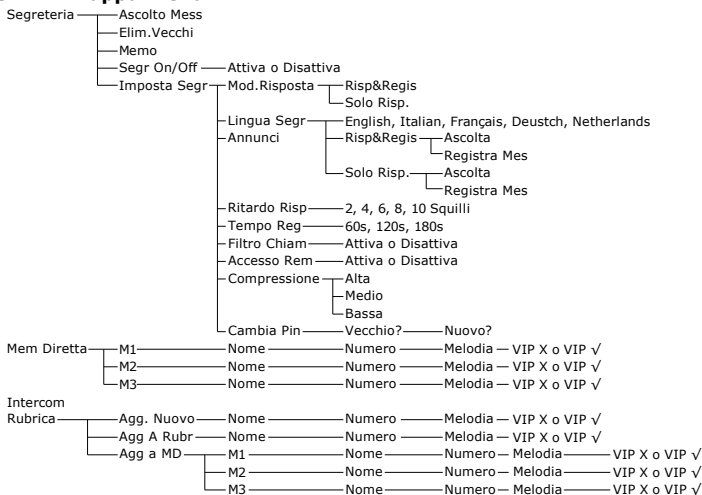 Segreteria Ascolto Mess
Elim.Vecchi
Memo
Segr On/Off Attiva o Disattiva
Imposta Segr Mod.Risposta Risp&Regis
Solo Risp.
Lingua Segr English, Italian, Français, Deustch, Netherlands
Annunci Risp&Regis Ascolta
Registra Mes
Solo Risp. Ascolta
Registra Mes
Ritardo Risp 2, 4, 6, 8, 10 Squilli
Tempo Reg 60s, 120s, 180s
Filtro Chiam Attiva o Disattiva
Accesso Rem Attiva o Disattiva
Compressione Alta
Medio
Bassa
Cambia Pin Vecchio? Nuovo?
Mem Diretta M1 Nome Numero Melodia VIP X o VIP √
M2 Nome Numero Melodia VIP X o VIP √
M3 Nome Numero Melodia VIP X o VIP √
Intercom
Rubrica Agg. Nuovo Nome Numero Melodia VIP X o VIP √
Agg A Rubr Nome Numero Melodia VIP X o VIP √
Agg a MD M1 Nome Numero Melodia VIP X o VIP √
M2 Nome Numero Melodia VIP X o VIP √
M3 Nome Numero Melodia VIP X o VIP √